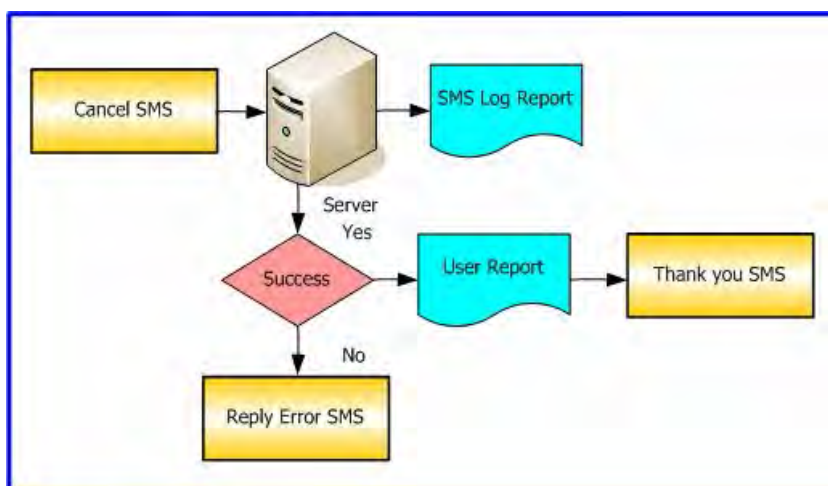 Cancel SMS
SMS Log Report
Server
Yes
Success
User Report
Thank you SMS
No
Reply Error SMS